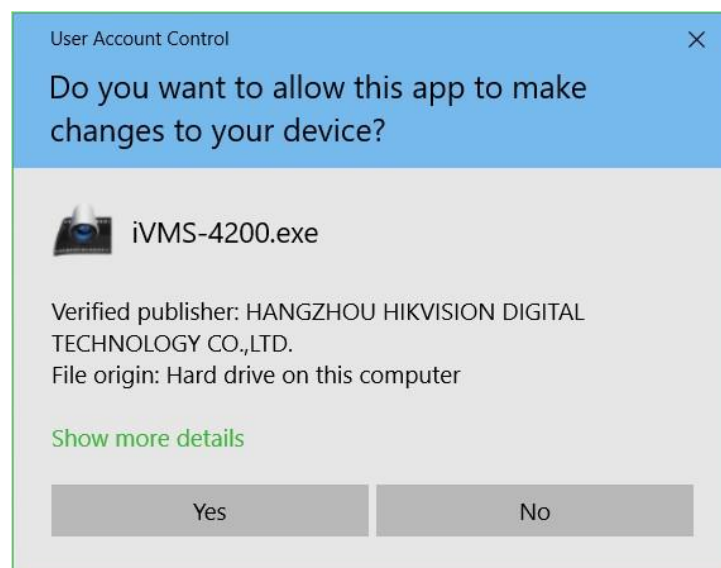 User Account Control
Do you want to allow this app to make
changes to your device?
iVMS-4200.exe
Verified publisher: HANGZHOU HIKVISION DIGITAL
TECHNOLOGY CO.,LTD.
File origin: Hard drive on this computer
Show more details
Yes
No